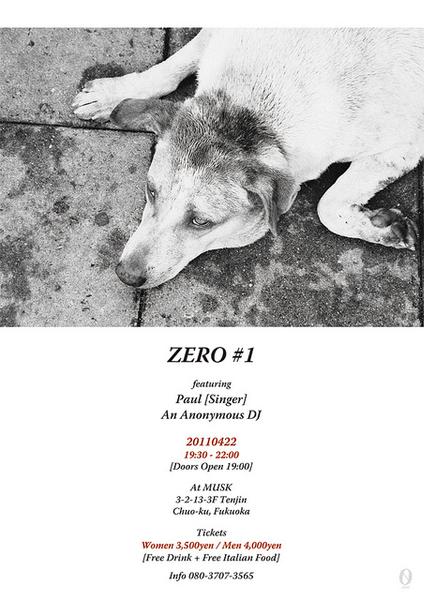 ZERO #1
featuring
Paul [Singer]
An Anonymous DJ
20110422
19:30 - 22:00
[Doors Open 19:00]
At MUSK
3-2-13-3F Tenjin
Chuo-ku, Fukuoka
Tickets
Women 3,500yen / Men 4,000yen
[Free Drink + Free Italian Food]
Info 080-3707-3565